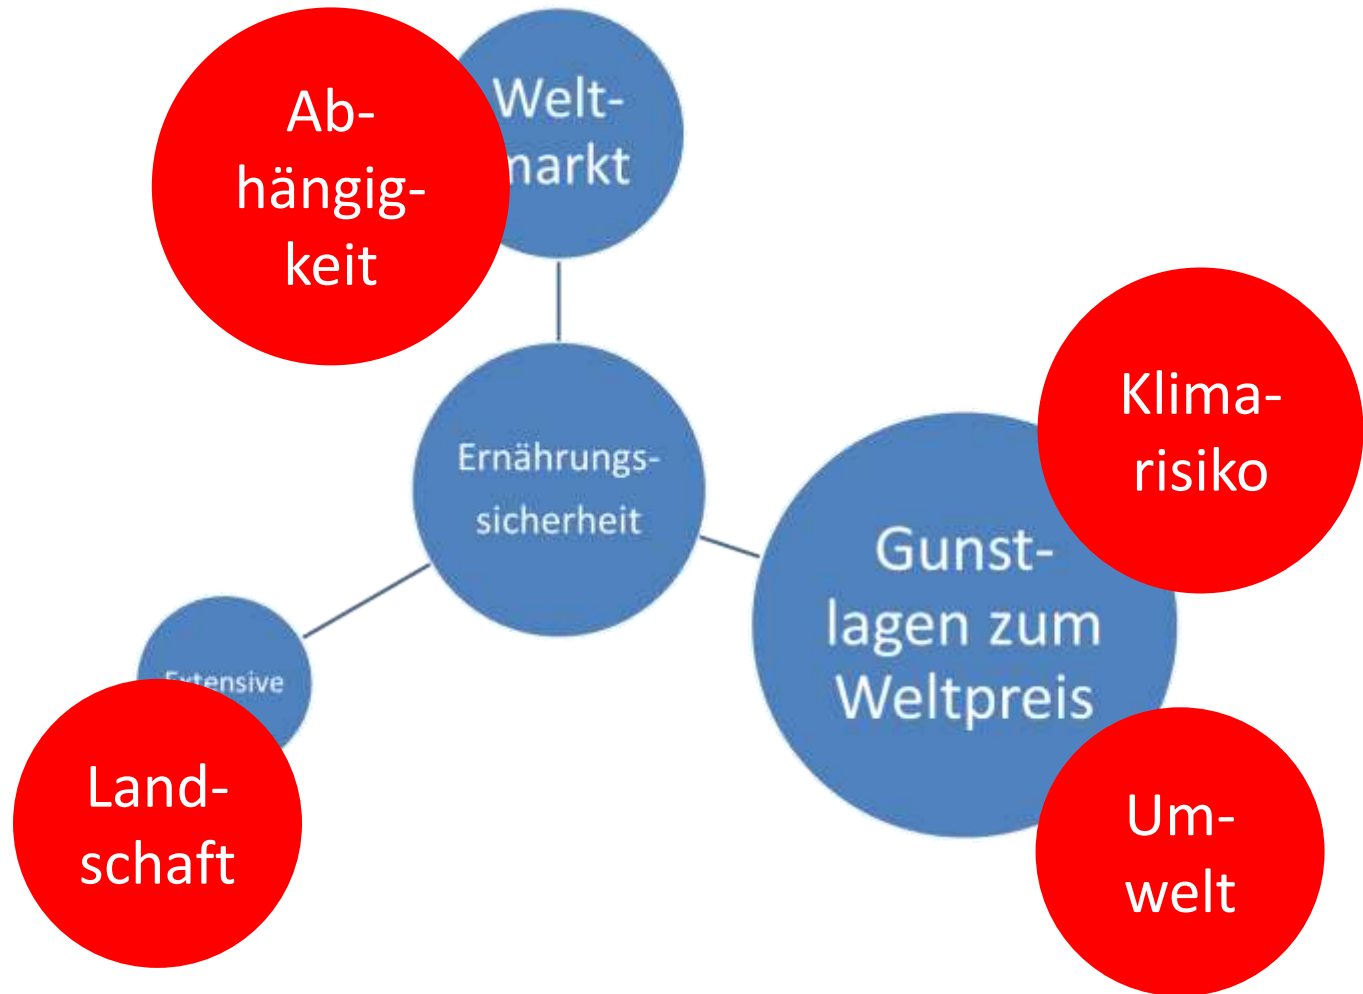 Ab-
hängig-
keit
Welt-
markt
Klima-
risiko
Ernährungs-
sicherheit
Gunst-
lagen zum
Weltpreis
Extensive
Land-
schaft
Um-
welt